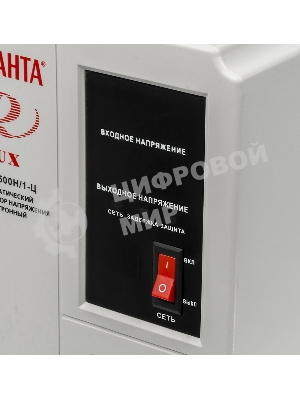 АНТА®
UX
500Н/1-Ц
АТИЧЕСКИЙ
ОР НАПРЯЖЕНИЯ
ТРОННЫЙ
ВХОДНОЕ НАПРЯЖЕНИЕ
ВЫХОДНОЕ НАПРЯЖЕНИЕ
СЕТЬ ЗАДЕРЖКА ЗАЩИТА
ВКЛ
I
O
ВЫКЛ
СЕТЬ
ЦИФРОВОЙ
МИР